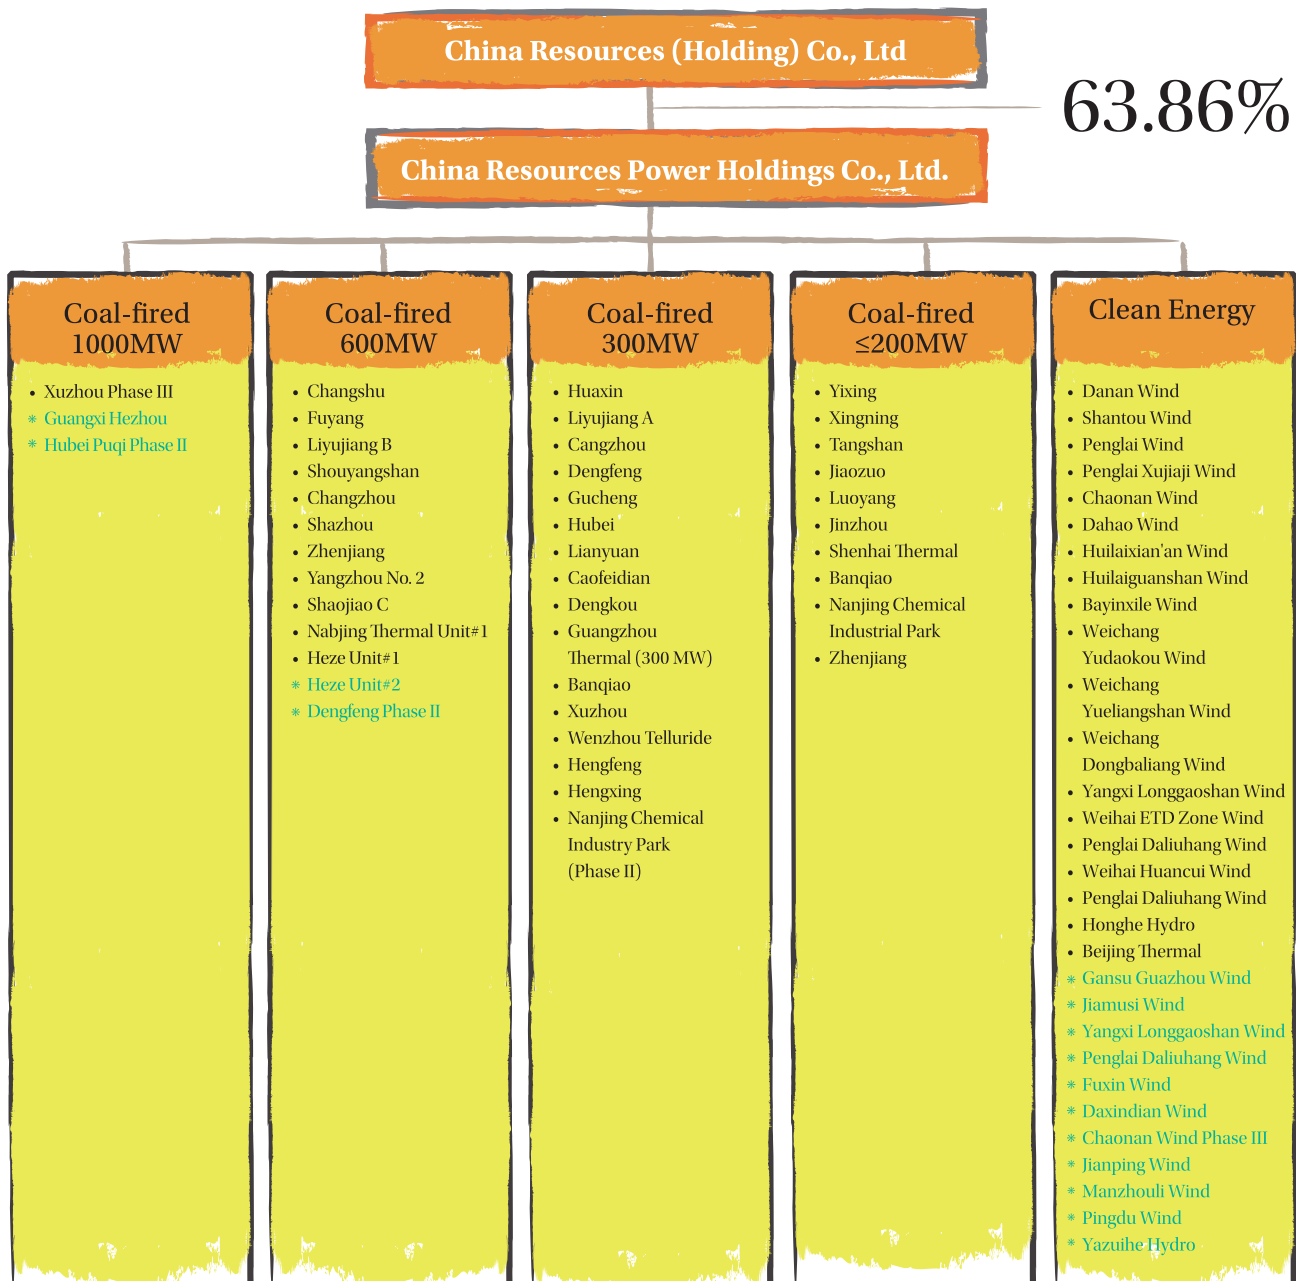 China Resources (Holding) Co., Ltd
63.86%
China Resources Power Holdings Co., Ltd.
Coal-fired
1000MW
• Xuzhou Phase III
* Guangxi Hezhou
* Hubei Puqi Phase II
Coal-fired
600MW
• Changshu
• Fuyang
• Liyujiang B
• Shouyangshan
• Changzhou
• Shazhou
• Zhenjiang
• Yangzhou No. 2
• Shaojiao C
• Nabjing Thermal Unit#1
• Heze Unit#1
* Heze Unit#2
* Dengfeng Phase II
Coal-fired
300MW
• Huaxin
• Liyujiang A
• Cangzhou
• Dengfeng
• Gucheng
• Hubei
• Lianyuan
• Caofeidian
• Dengkou
• Guangzhou
Thermal (300 MW)
• Banqiao
• Xuzhou
• Wenzhou Telluride
• Hengfeng
• Hengxing
• Nanjing Chemical
Industry Park
(Phase II)
Coal-fired
≤200MW
• Yixing
• Xingning
• Tangshan
• Jiaozuo
• Luoyang
• Jinzhou
• Shenhai Thermal
• Banqiao
• Nanjing Chemical
Industrial Park
• Zhenjiang
Clean Energy
• Danan Wind
• Shantou Wind
• Penglai Wind
• Penglai Xujiaji Wind
• Chaonan Wind
• Dahao Wind
• Huilaixian'an Wind
• Huilaiguanshan Wind
• Bayinxile Wind
• Weichang
Yudaokou Wind
• Weichang
Yueliangshan Wind
• Weichang
Dongbaliang Wind
• Yangxi Longgaoshan Wind
• Weihai ETD Zone Wind
• Penglai Daliuhang Wind
• Weihai Huancui Wind
• Penglai Daliuhang Wind
• Honghe Hydro
• Beijing Thermal
* Gansu Guazhou Wind
* Jiamusi Wind
* Yangxi Longgaoshan Wind
* Penglai Daliuhang Wind
* Fuxin Wind
* Daxindian Wind
* Chaonan Wind Phase III
* Jianping Wind
* Manzhouli Wind
* Pingdu Wind
* Yazuihe Hydro